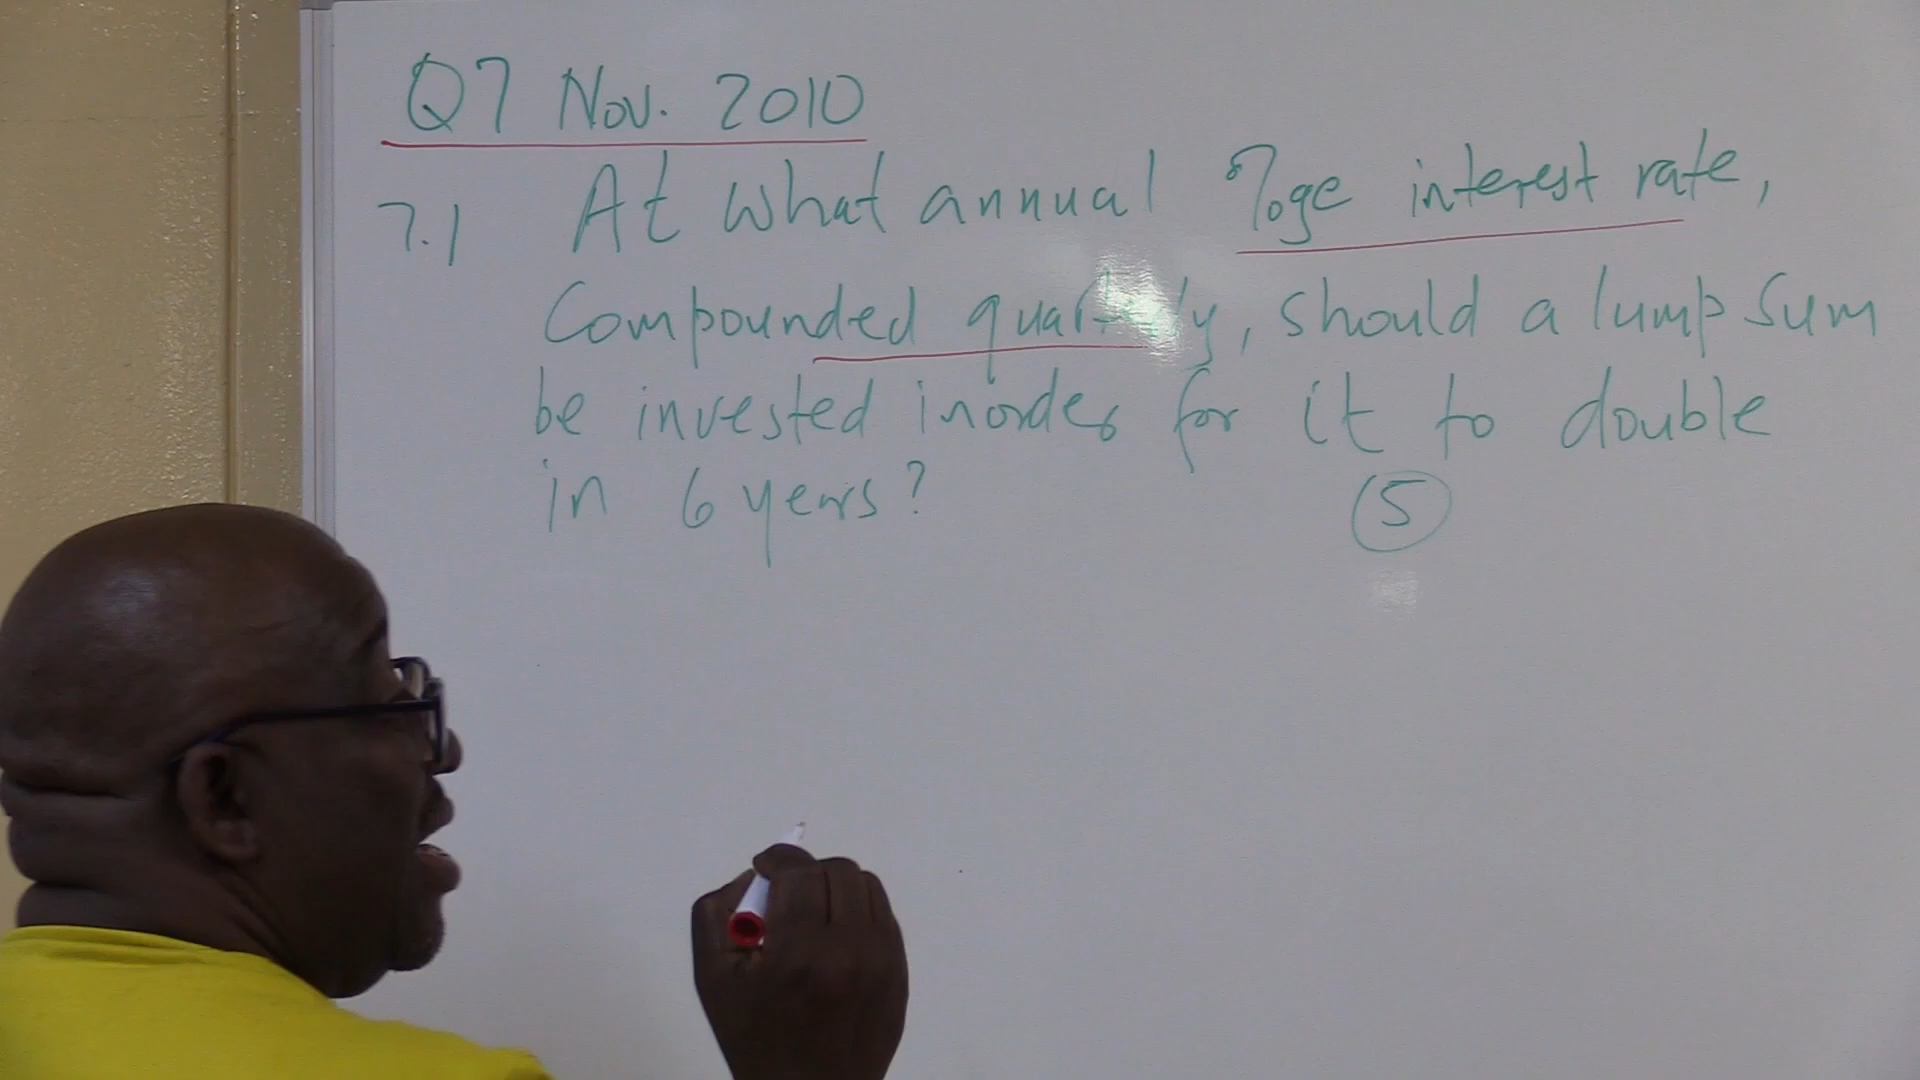 Q7 Nov. 2010
7.1 At what annual %ge interest rate,
Compounded quarterly, should a lump sum
be invested inorder for it to double
in 6 years? 5